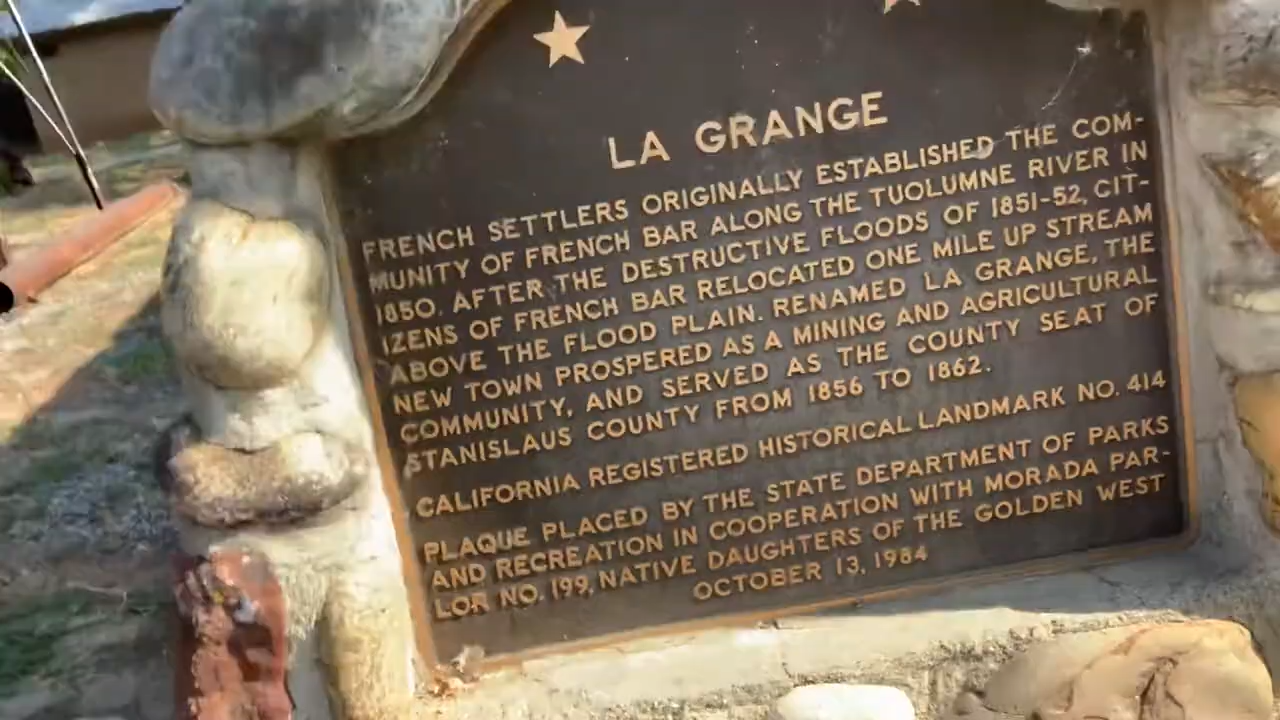 LA GRANGE
FRENCH SETTLERS ORIGINALLY ESTABLISHED THE COM-
MUNITY OF FRENCH BAR ALONG THE TUOLUMNE RIVER IN
1850. AFTER THE DESTRUCTIVE FLOODS OF 1851-52, CIT-
IZENS OF FRENCH BAR RELOCATED ONE MILE UP STREAM
ABOVE THE FLOOD PLAIN. RENAMED LA GRANGE, THE
NEW TOWN PROSPERED AS A MINING AND AGRICULTURAL
COMMUNITY, AND SERVED AS THE COUNTY SEAT OF
STANISLAUS COUNTY FROM 1856 TO 1862.
CALIFORNIA REGISTERED HISTORICAL LANDMARK NO. 414
PLAQUE PLACED BY THE STATE DEPARTMENT OF PARKS
AND RECREATION IN COOPERATION WITH MORADA PAR-
LOR NO. 199, NATIVE DAUGHTERS OF THE GOLDEN WEST
OCTOBER 13, 1984